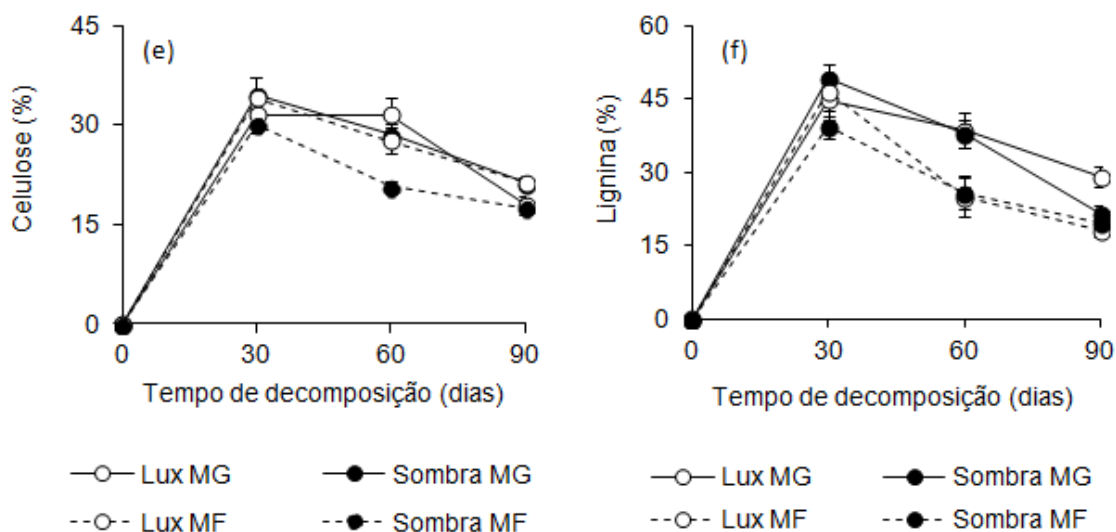 (e)
Celulose (%)
45
30
15
0
0 30 60 90
Tempo de decomposição (dias)
Lux MG Sombra MG
Lux MF Sombra MF
(f)
Lignina (%)
60
45
30
15
0
0 30 60 90
Tempo de decomposição (dias)
Lux MG Sombra MG
Lux MF Sombra MF